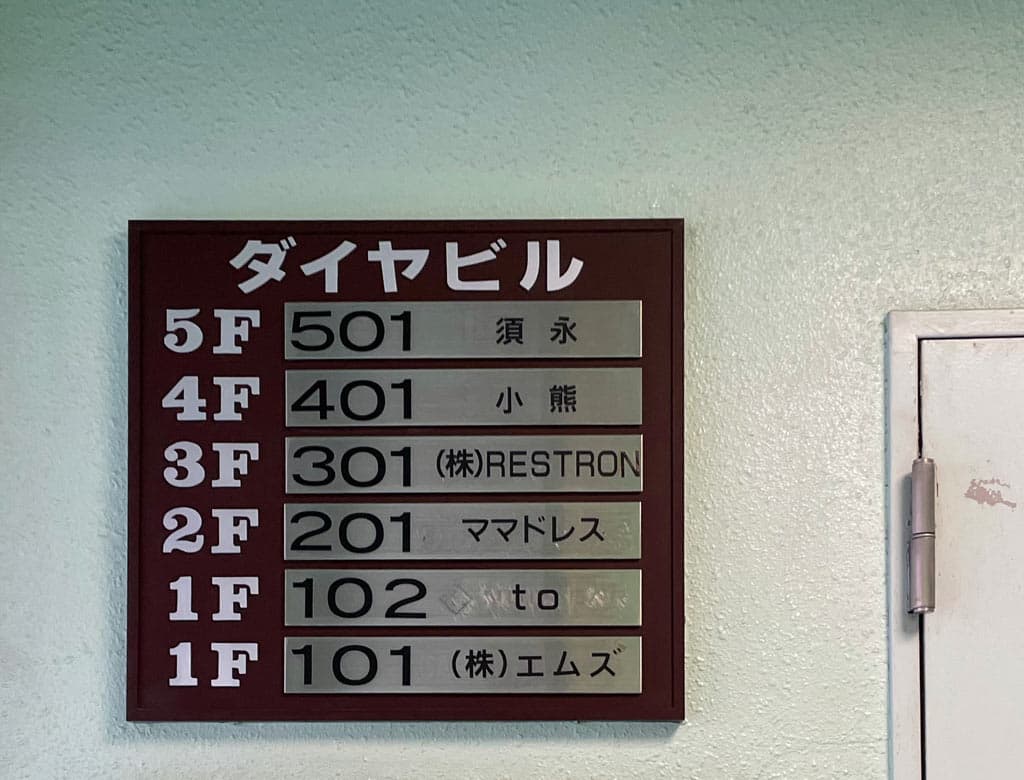 ダイヤビル
5F 501 須永
4F 401 小熊
3F 301 (株)RESTRON
2F 201 ママドレス
1F 102 to
1F 101 (株)エムズ